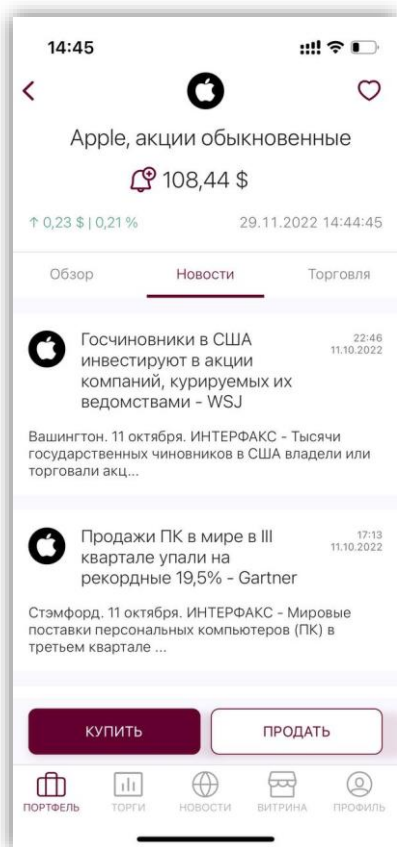 14:45
Apple, акции обыкновенные
108,44 $
↑ 0,23 $ | 0,21 %
29.11.2022 14:44:45
Обзор
Новости
Торговля
Госчиновники в США
22:46
инвестируют в акции
11.10.2022
компаний, курируемых их
ведомствами - WSJ
Вашингтон. 11 октября. ИНТЕРФАКС - Тысячи
государственных чиновников в США владели или
торговали акц...
Продажи ПК в мире в III
17:13
квартале упали на
11.10.2022
рекордные 19,5% - Gartner
Стэмфорд. 11 октября. ИНТЕРФАКС - Мировые
поставки персональных компьютеров (ПК) в
третьем квартале ...
КУПИТЬ
ПРОДАТЬ
ПОРТФЕЛЬ
ТОРГИ
НОВОСТИ
ВИТРИНА
ПРОФИЛЬ